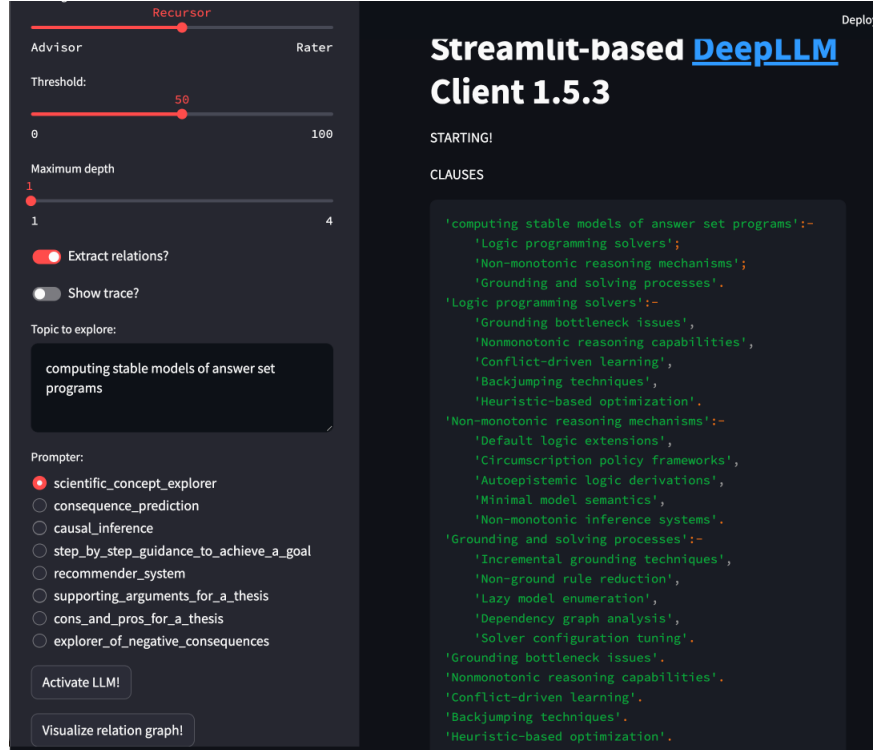 Recursor
Advisor Rater
Threshold:
50
0 100
Maximum depth
1
1 4
Extract relations?
Show trace?
Topic to explore:
computing stable models of answer set
programs
Prompter:
scientific_concept_explorer
consequence_prediction
causal_inference
step_by_step_guidance_to_achieve_a_goal
recommender_system
supporting_arguments_for_a_thesis
cons_and_pros_for_a_thesis
explorer_of_negative_consequences
Activate LLM!
Visualize relation graph!
Deploy
Streamlit-based DeepLLM
Client 1.5.3
STARTING!
CLAUSES
'computing stable models of answer set programs':-
'Logic programming solvers';
'Non-monotonic reasoning mechanisms';
'Grounding and solving processes'.
'Logic programming solvers':-
'Grounding bottleneck issues',
'Nonmonotonic reasoning capabilities',
'Conflict-driven learning',
'Backjumping techniques',
'Heuristic-based optimization'.
'Non-monotonic reasoning mechanisms':-
'Default logic extensions',
'Circumscription policy frameworks',
'Autoepistemic logic derivations',
'Minimal model semantics',
'Non-monotonic inference systems'.
'Grounding and solving processes':-
'Incremental grounding techniques',
'Non-ground rule reduction',
'Lazy model enumeration',
'Dependency graph analysis',
'Solver configuration tuning'.
'Grounding bottleneck issues'.
'Nonmonotonic reasoning capabilities'.
'Conflict-driven learning'.
'Backjumping techniques'.
'Heuristic-based optimization'.